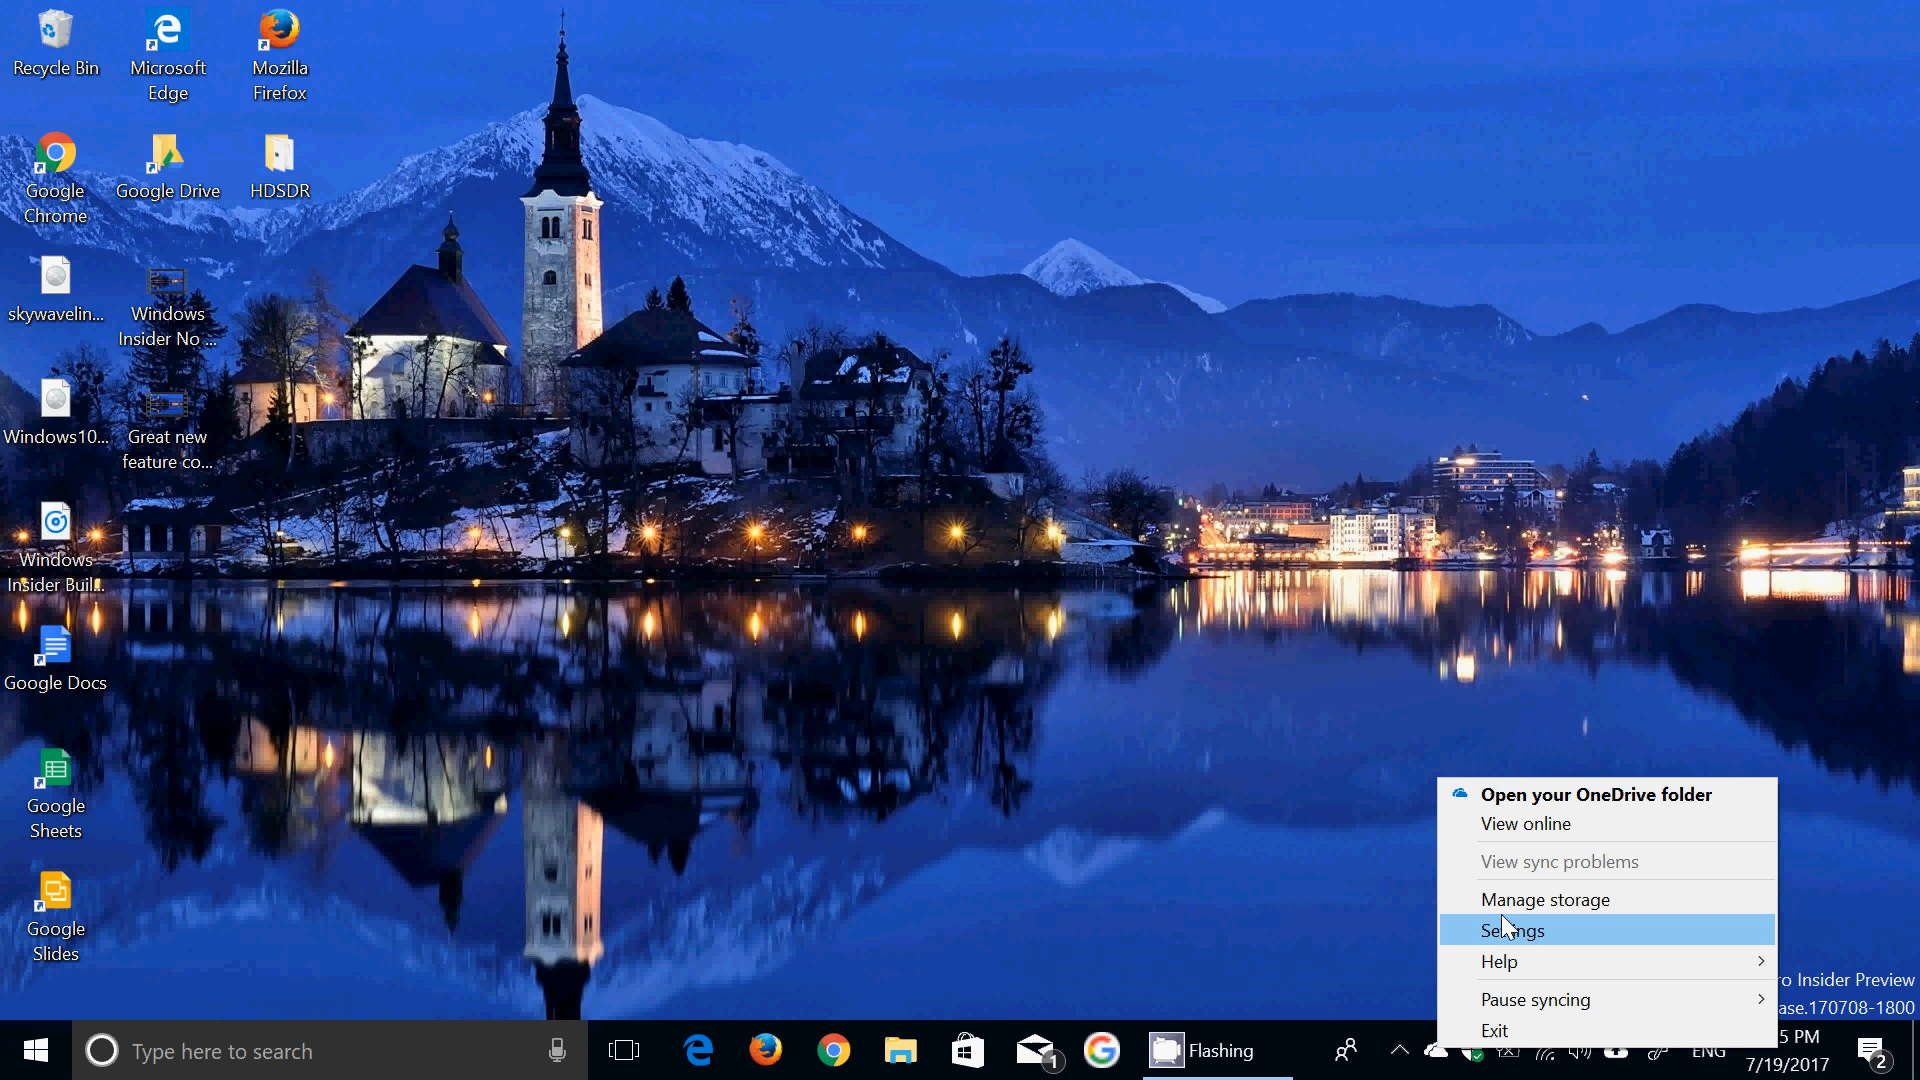 Recycle Bin
Microsoft
Edge
Mozilla
Firefox
Google
Chrome
Google Drive
HDSDR
skywavelin...
Windows
Insider No ...
Windows10...
Great new
feature co...
Windows
Insider Buil...
Google Docs
Google
Sheets
Google
Slides
Open your OneDrive folder
View online
View sync problems
Manage storage
Settings
Help
Pause syncing
Exit
ro Insider Preview
ase.170708-1800
Type here to search
1
Flashing
ENG
5 PM
7/19/2017
2